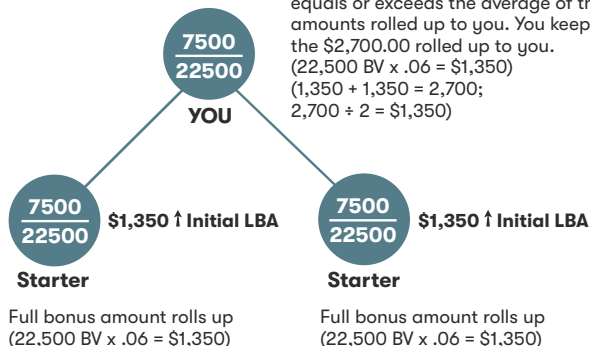 equals or exceeds the average of
amounts rolled up to you. You keep
the $2,700.00 rolled up to you.
(22,500 BV x .06 = $1,350)
(1,350 + 1,350 = 2,700;
2,700 ÷ 2 = $1,350)
7500
22500
YOU
7500
22500
$1,350 ↑ Initial LBA
Starter
Full bonus amount rolls up
(22,500 BV x .06 = $1,350)
7500
22500
$1,350 ↑ Initial LBA
Starter
Full bonus amount rolls up
(22,500 BV x .06 = $1,350)